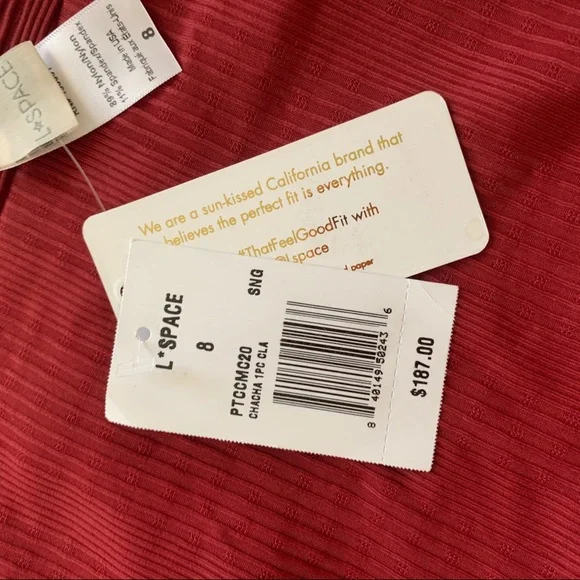 L*SPACE
8
89% Nylon/Nylon
11% Spandex/Spandex
Made in USA
Fabriqué aux États-Unis
We are a sun-kissed California brand that
believes the perfect fit is everything.
#ThatFeelGoodFit with
paper
L*SPACE
SNG
8
PTCCMC20
CHACHA 1PC CLA
8 40149 50243 6
$187.00